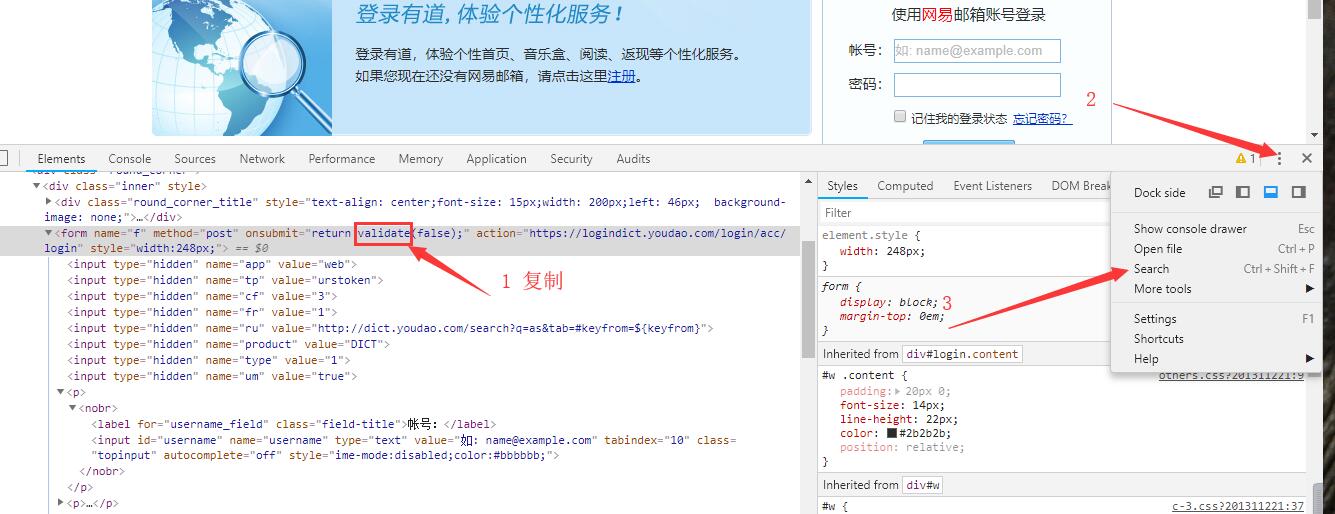 登录有道,体验个性化服务!
登录有道，体验个性首页、音乐盒、阅读、返现等个性化服务。
如果您现在还没有网易邮箱，请点击这里注册。
使用网易邮箱账号登录
帐号:
如: name@example.com
密码:
记住我的登录状态 忘记密码?
2
Elements Console Sources Network Performance Memory Application Security Audits
1
<div class="inner" style>
<div class="round_corner_title" style="text-align: center;font-size: 15px;width: 200px;left: 46px;  background-
image: none;">…</div>
<form name="f" method="post" onsubmit="return validate(false);" action="https://logindict.youdao.com/login/acc/
login" style="width:248px;"> == $0
<input type="hidden" name="app" value="web">
<input type="hidden" name="tp" value="urstoken">
<input type="hidden" name="cf" value="3">
<input type="hidden" name="fr" value="1">
<input type="hidden" name="ru" value="http://dict.youdao.com/search?q=as&tab=#keyfrom=${keyfrom}">
<input type="hidden" name="product" value="DICT">
<input type="hidden" name="type" value="1">
<input type="hidden" name="um" value="true">
<p>
<nobr>
<label for="username_field" class="field-title">帐号: </label>
<input id="username" name="username" type="text" value="如: name@example.com" tabindex="10" class=
"topinput" autocomplete="off" style="ime-mode:disabled;color:#bbbbbb;">
</nobr>
</p>
<p>…</p>
1 复制
Styles Computed Event Listeners DOM Break
Filter
element.style {
width: 248px;
}
form {
display: block;
margin-top: 0em;
}
3
Inherited from div#login.content
#w .content {
others.css?201311221:9
padding: 20px 0;
font-size: 14px;
line-height: 22px;
color: #2b2b2b;
position: relative;
}
Inherited from div#w
#w {
c-3.css?201311221:37
Dock side
Show console drawer Esc
Open file Ctrl + P
Search Ctrl + Shift + F
More tools
Settings F1
Shortcuts
Help